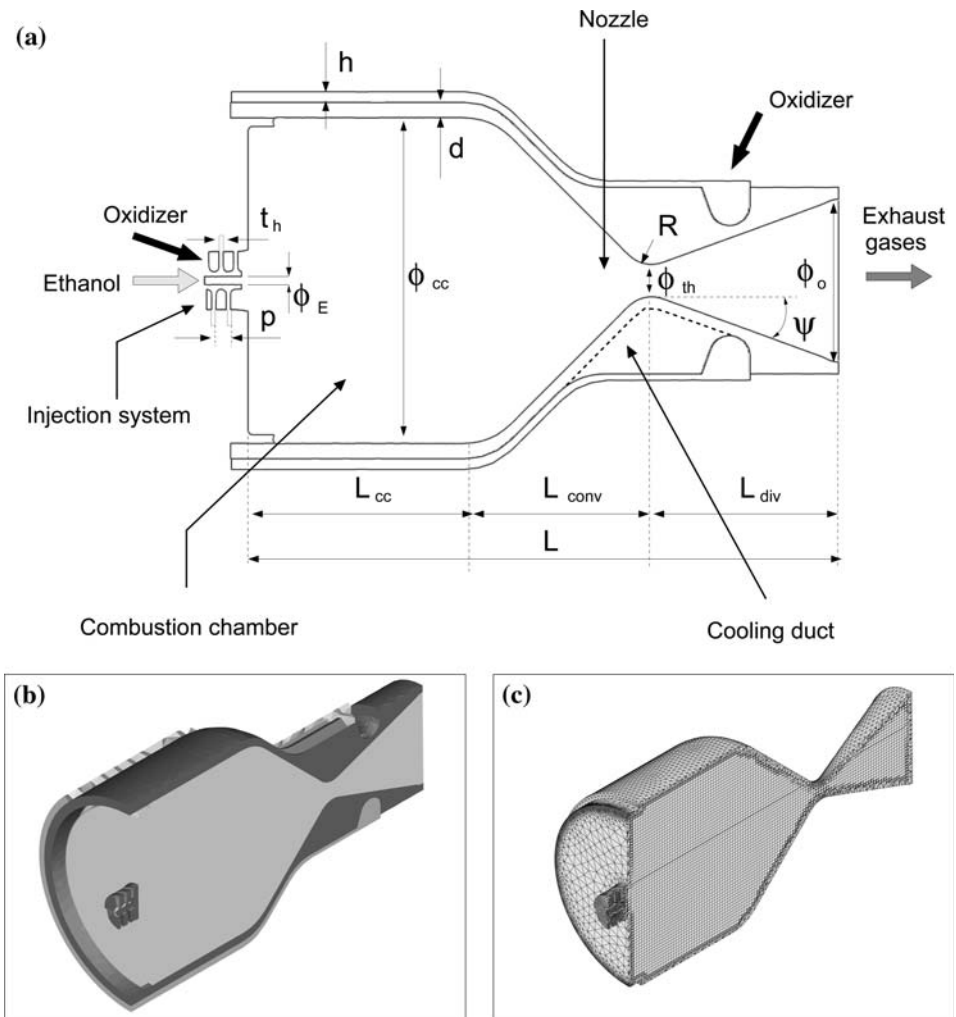 (a)
Nozzle
h
Oxidizer
d
Oxidizer
t h
R
Exhaust
gases
Ethanol
ϕ cc
ϕ th
ϕ o
ϕ E
p
ψ
Injection system
L cc
L conv
L div
L
Combustion chamber
Cooling duct
(b)
(c)